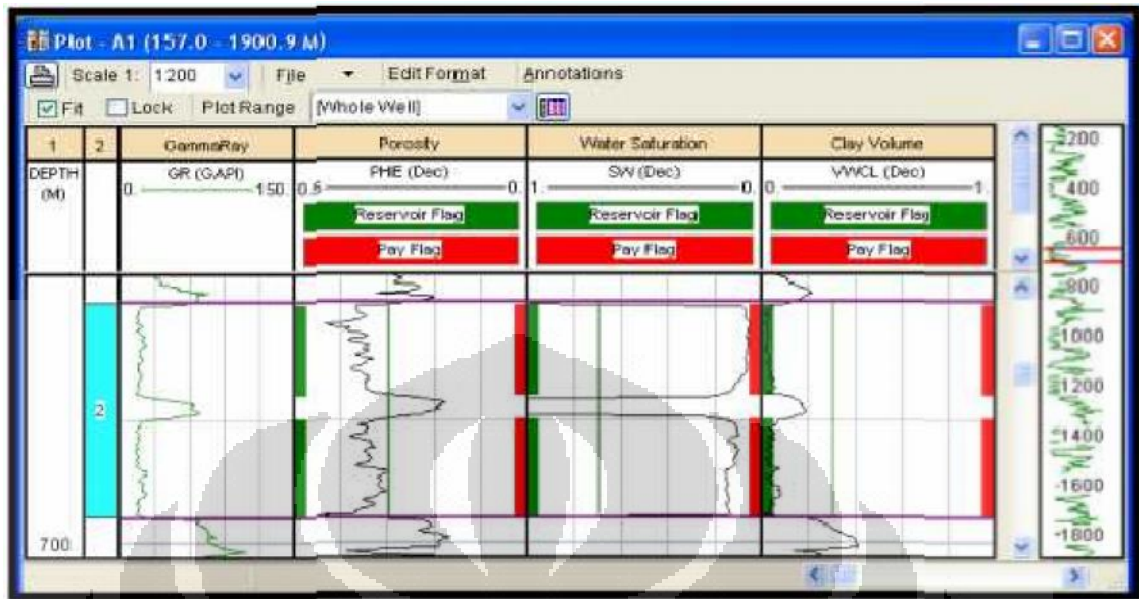 Plot - A1 (157.0 - 1900.9 M)
Scale 1: 1:200 File Edit Format Annotations
Fit Lock Plot Range (Whole Well)
1 2 GammaRay Porosity Water Saturation Clay Volume
DEPTH (M) GR (GAPI) PHIE (Dec) SW (Dec) VWCL (Dec)
0. 150. 0.5 0. 1. 0. 0. 1.
Reservoir Flag Reservoir Flag Reservoir Flag
Pay Flag Pay Flag Pay Flag
2
700
200
400
600
800
1000
1200
1400
1600
1800